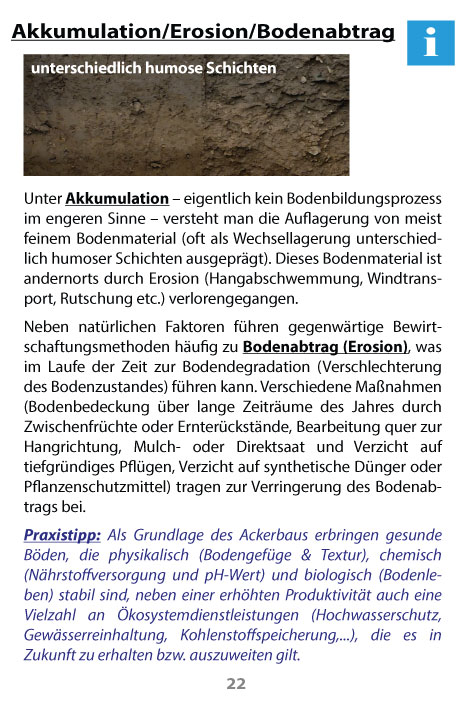 Akkumulation/Erosion/Bodenabtrag
i
unterschiedlich humose Schichten
Unter Akkumulation – eigentlich kein Bodenbildungsprozess
im engeren Sinne – versteht man die Auflagerung von meist
feinem Bodenmaterial (oft als Wechsellagerung unterschied-
lich humoser Schichten ausgeprägt). Dieses Bodenmaterial ist
andernorts durch Erosion (Hangabschwemmung, Windtrans-
port, Rutschung etc.) verlorengegangen.
Neben natürlichen Faktoren führen gegenwärtige Bewirt-
schaftungsmethoden häufig zu Bodenabtrag (Erosion), was
im Laufe der Zeit zur Bodendegradation (Verschlechterung
des Bodenzustandes) führen kann. Verschiedene Maßnahmen
(Bodenbedeckung über lange Zeiträume des Jahres durch
Zwischenfrüchte oder Ernterückstände, Bearbeitung quer zur
Hangrichtung, Mulch- oder Direktsaat und Verzicht auf
tiefgründiges Pflügen, Verzicht auf synthetische Dünger oder
Pflanzenschutzmittel) tragen zur Verringerung des Bodenab-
trags bei.
Praxistipp: Als Grundlage des Ackerbaus erbringen gesunde
Böden, die physikalisch (Bodengefüge & Textur), chemisch
(Nährstoffversorgung und pH-Wert) und biologisch (Bodenle-
ben) stabil sind, neben einer erhöhten Produktivität auch eine
Vielzahl an Ökosystemdienstleistungen (Hochwasserschutz,
Gewässerreinhaltung, Kohlenstoffspeicherung,...), die es in
Zukunft zu erhalten bzw. auszuweiten gilt.
22